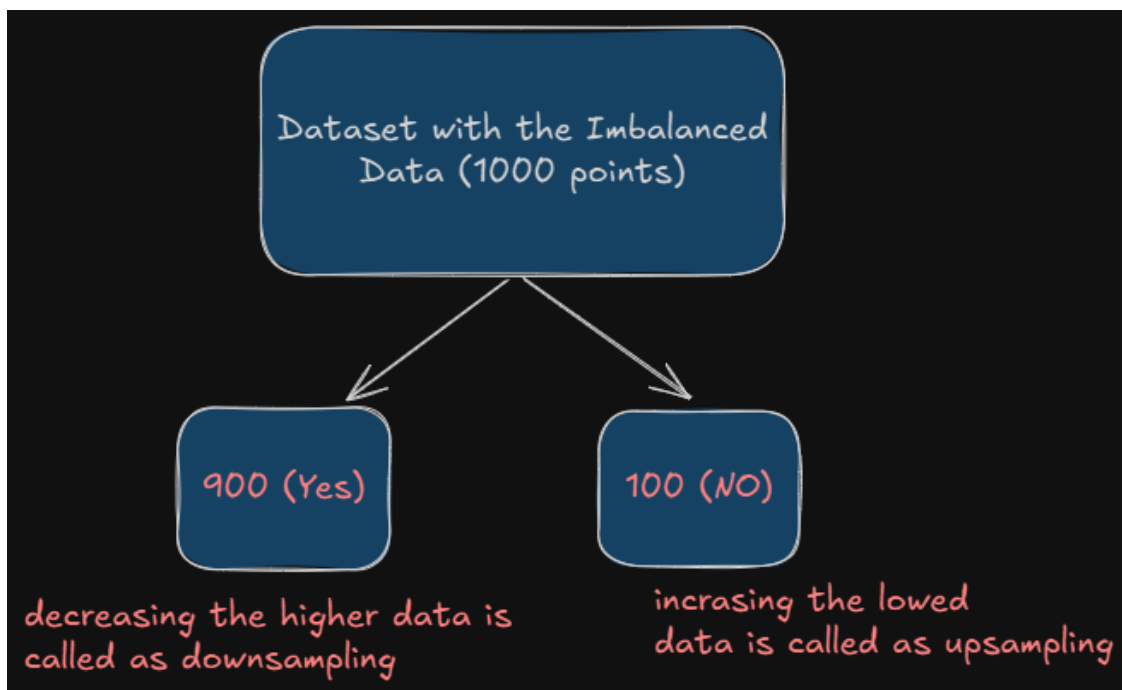 Dataset with the Imbalanced
Data (1000 points)
900 (Yes)
100 (NO)
decreasing the higher data is
called as downsampling
incrasing the lowed
data is called as upsampling